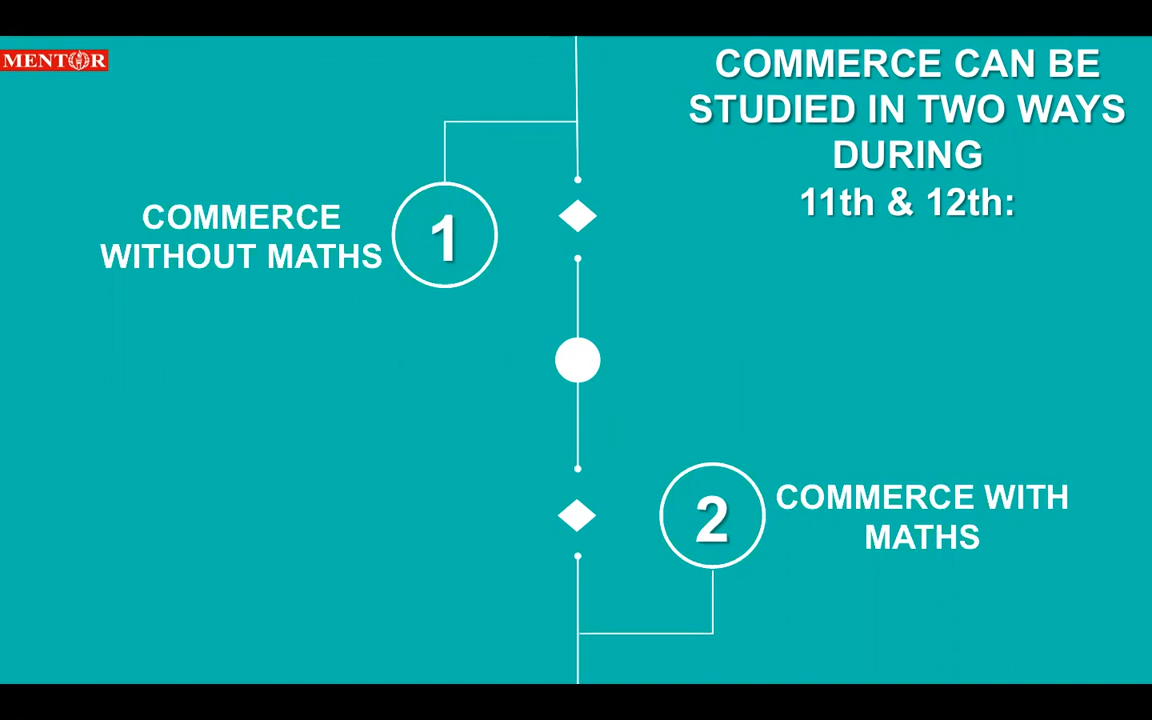 MENTOR
COMMERCE CAN BE
STUDIED IN TWO WAYS
DURING
11th & 12th:
COMMERCE
WITHOUT MATHS
1
2
COMMERCE WITH
MATHS